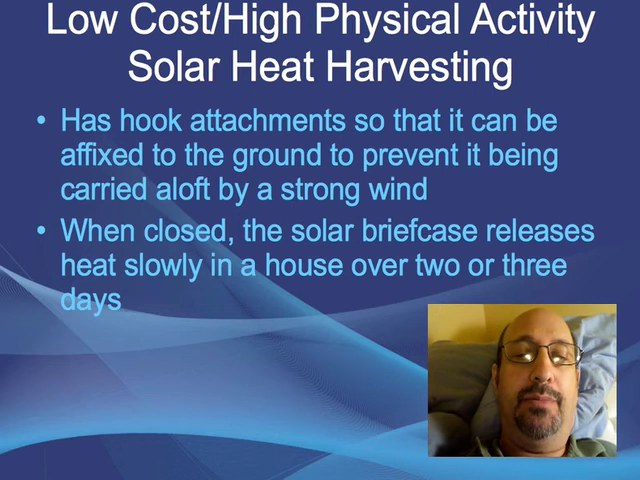 Low Cost/High Physical Activity
Solar Heat Harvesting
• Has hook attachments so that it can be
affixed to the ground to prevent it being
carried aloft by a strong wind
• When closed, the solar briefcase releases
heat slowly in a house over two or three
days